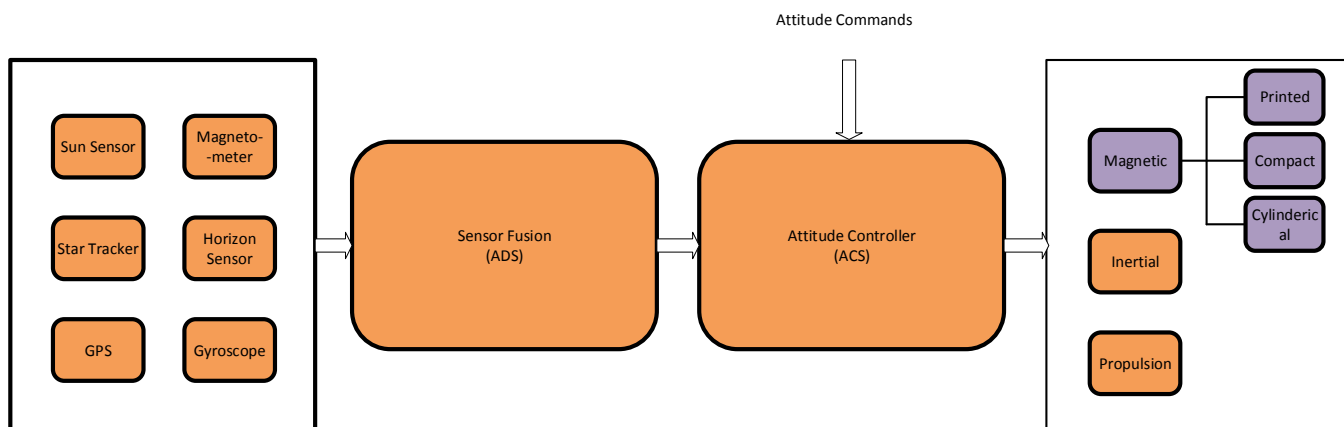 Attitude Commands
Sun Sensor
Magneto-
-meter
Star Tracker
Horizon
Sensor
GPS
Gyroscope
Sensor Fusion
(ADS)
Attitude Controller
(ACS)
Magnetic
Printed
Compact
Cylinderic
al
Inertial
Propulsion